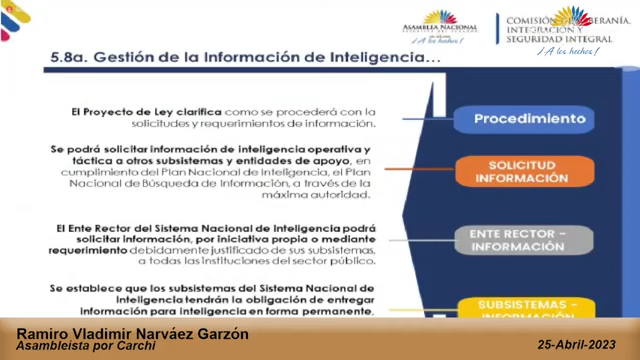 ASAMBLEA NACIONAL
¡A los hechos!
COMISIÓN DE SOBERANÍA,
INTEGRACIÓN Y
SEGURIDAD INTEGRAL
¡A los hechos!
5.8a. Gestión de la Información de Inteligencia...
El Proyecto de Ley clarifica como se procederá con la
solicitudes y requerimientos de información.
Procedimiento
Se podrá solicitar información de inteligencia operativa y
táctica a otros subsistemas y entidades de apoyo, en
cumplimiento del Plan Nacional de Inteligencia, el Plan
Nacional de Búsqueda de Información, a través de la
máxima autoridad.
SOLICITUD
INFORMACIÓN
El Ente Rector del Sistema Nacional de Inteligencia podrá
solicitar información, por iniciativa propia o mediante
requerimiento debidamente justificado de sus subsistemas,
a todas las instituciones del sector público.
ENTE RECTOR -
INFORMACIÓN
Se establece que los subsistemas del Sistema Nacional de
Inteligencia tendrán la obligación de entregar
información para inteligencia en forma permanente,
SUBSISTEMAS -
INFORMACIÓN
Ramiro Vladimir Narváez Garzón
Asambleísta por Carchi
25-Abril-2023